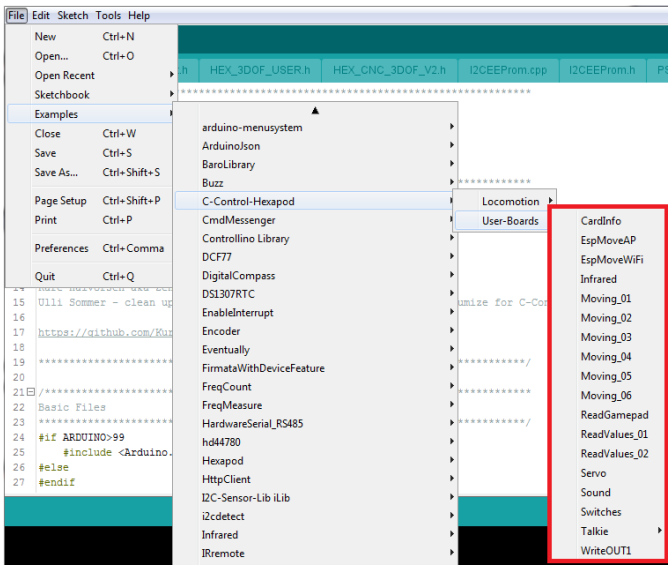 File Edit Sketch Tools Help
New Ctrl+N
Open... Ctrl+O
Open Recent
Sketchbook
Examples
Close Ctrl+W
Save Ctrl+S
Save As... Ctrl+Shift+S
Page Setup Ctrl+Shift+P
Print Ctrl+P
Preferences Ctrl+Comma
Quit Ctrl+Q
.h HEX_3DOF_USER.h HEX_CNC_3DOF_V2.h I2CEEProm.cpp I2CEEProm.h
arduino-menusystem
ArduinoJson
BaroLibrary
Buzz
C-Control-Hexapod
CmdMessenger
Controllino Library
DCF77
DigitalCompass
DS1307RTC
EnableInterrupt
Encoder
Eventually
FirmataWithDeviceFeature
FreqCount
FreqMeasure
HardwareSerial_RS485
hd44780
Hexapod
HttpClient
I2C-Sensor-Lib iLib
i2cdetect
Infrared
IRremote
Locomotion
User-Boards
CardInfo
EspMoveAP
EspMoveWiFi
Infrared
Moving_01
Moving_02
Moving_03
Moving_04
Moving_05
Moving_06
ReadGamepad
ReadValues_01
ReadValues_02
Servo
Sound
Switches
Talkie
WriteOUT1
15 Ulli Sommer - clean up umize for C-Con
16
17 https://github.com/Kur
18
19 **********************/
20
21 /**********************
22 Basic Files
23 **********************/
24 #if ARDUINO>99
25 #include <Arduino.
26 #else
27 #endif